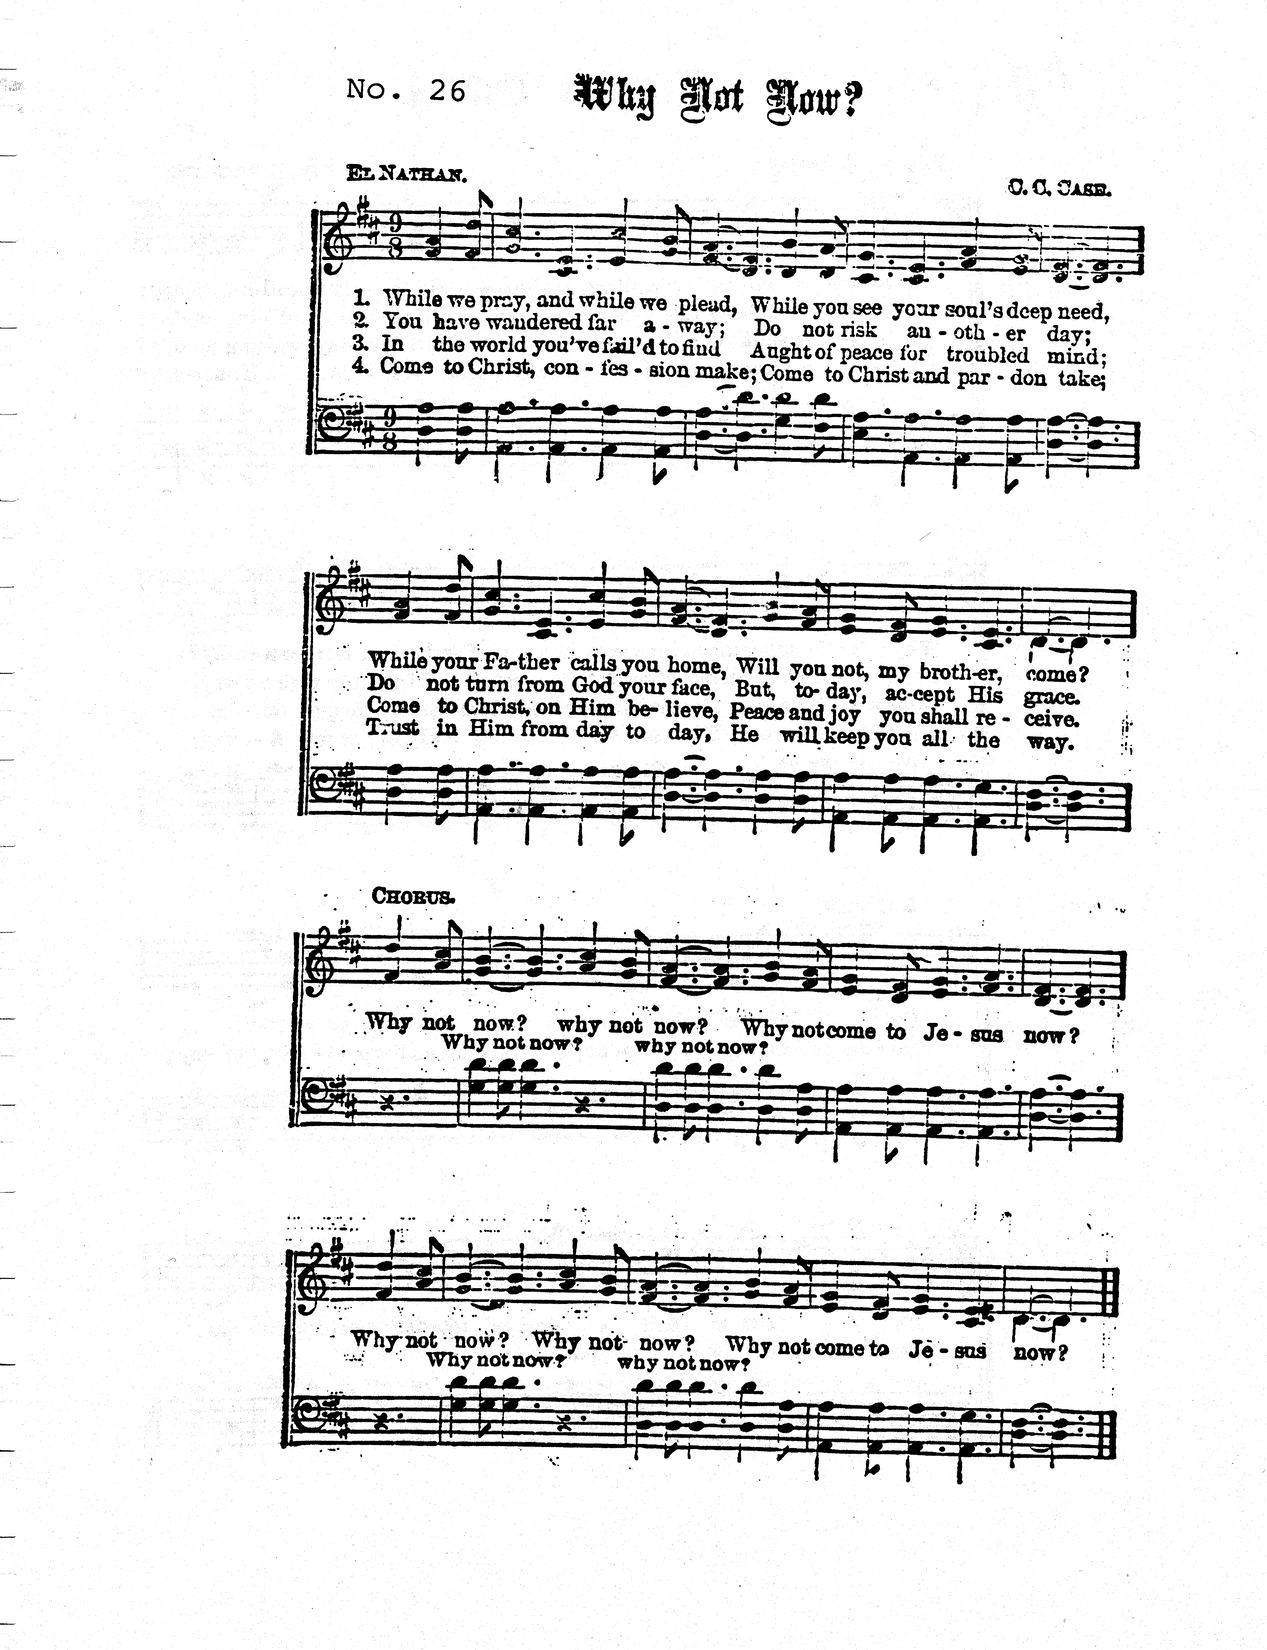 No. 26 Why Not Now?
EL NATHAN.
C. C. CASE.
1. While we pray, and while we plead, While you see your soul's deep need,
2. You have wandered far a - way; Do not risk an - oth - er day;
3. In the world you've fail'd to find Aught of peace for troubled mind;
4. Come to Christ, con - fes - sion make; Come to Christ and par - don take;
While your Fa-ther calls you home, Will you not, my broth-er, come?
Do not turn from God your face, But, to-day, ac-cept His grace.
Come to Christ, on Him be-lieve, Peace and joy you shall re - ceive.
Trust in Him from day to day, He will keep you all the way.
CHORUS.
Why not now? why not now? Why not come to Je - sus now?
Why not now? why not now?
Why not now? Why not now? Why not come to Je - sus now?
Why not now? why not now?